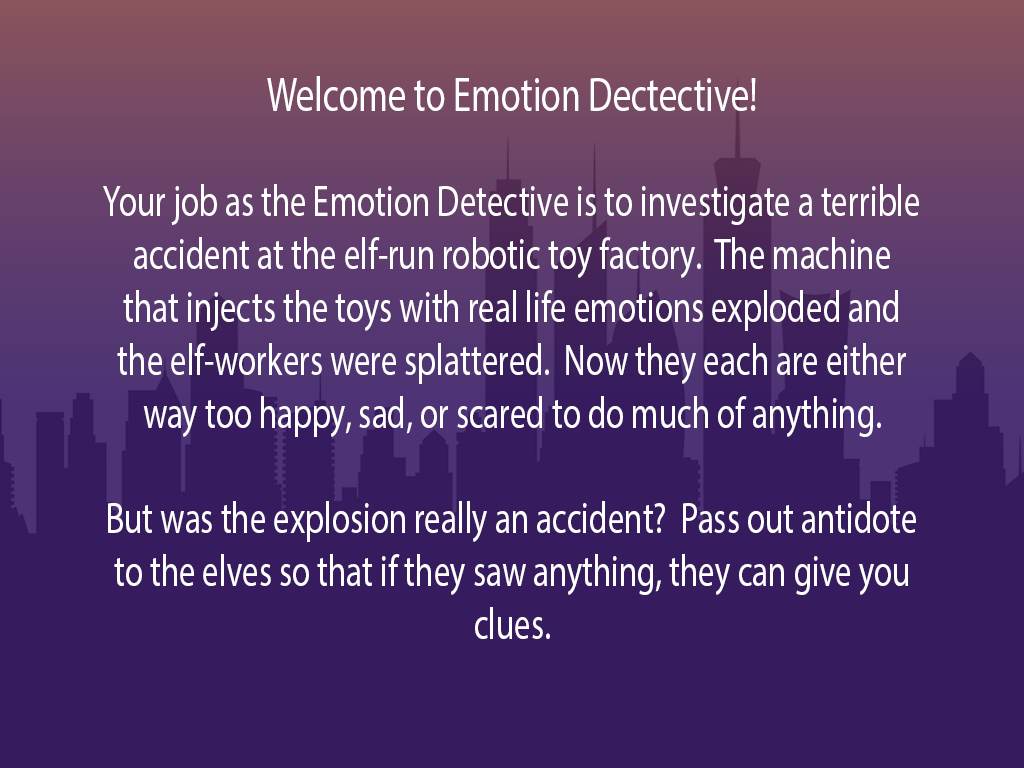 Welcome to Emotion Dectective!
Your job as the Emotion Detective is to investigate a terrible
accident at the elf-run robotic toy factory.  The machine
that injects the toys with real life emotions exploded and
the elf-workers were splattered.  Now they each are either
way too happy, sad, or scared to do much of anything.
But was the explosion really an accident?  Pass out antidote
to the elves so that if they saw anything, they can give you
clues.